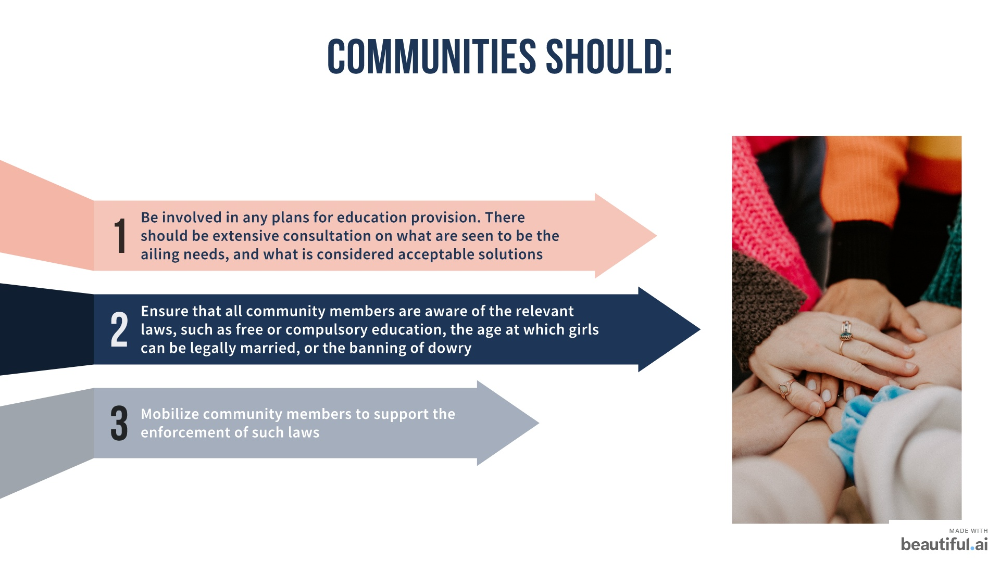 COMMUNITIES SHOULD:
1
Be involved in any plans for education provision. There
should be extensive consultation on what are seen to be the
ailing needs, and what is considered acceptable solutions
2
Ensure that all community members are aware of the relevant
laws, such as free or compulsory education, the age at which girls
can be legally married, or the banning of dowry
3
Mobilize community members to support the
enforcement of such laws
MADE WITH
beautiful.ai